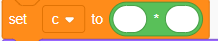 set c to *